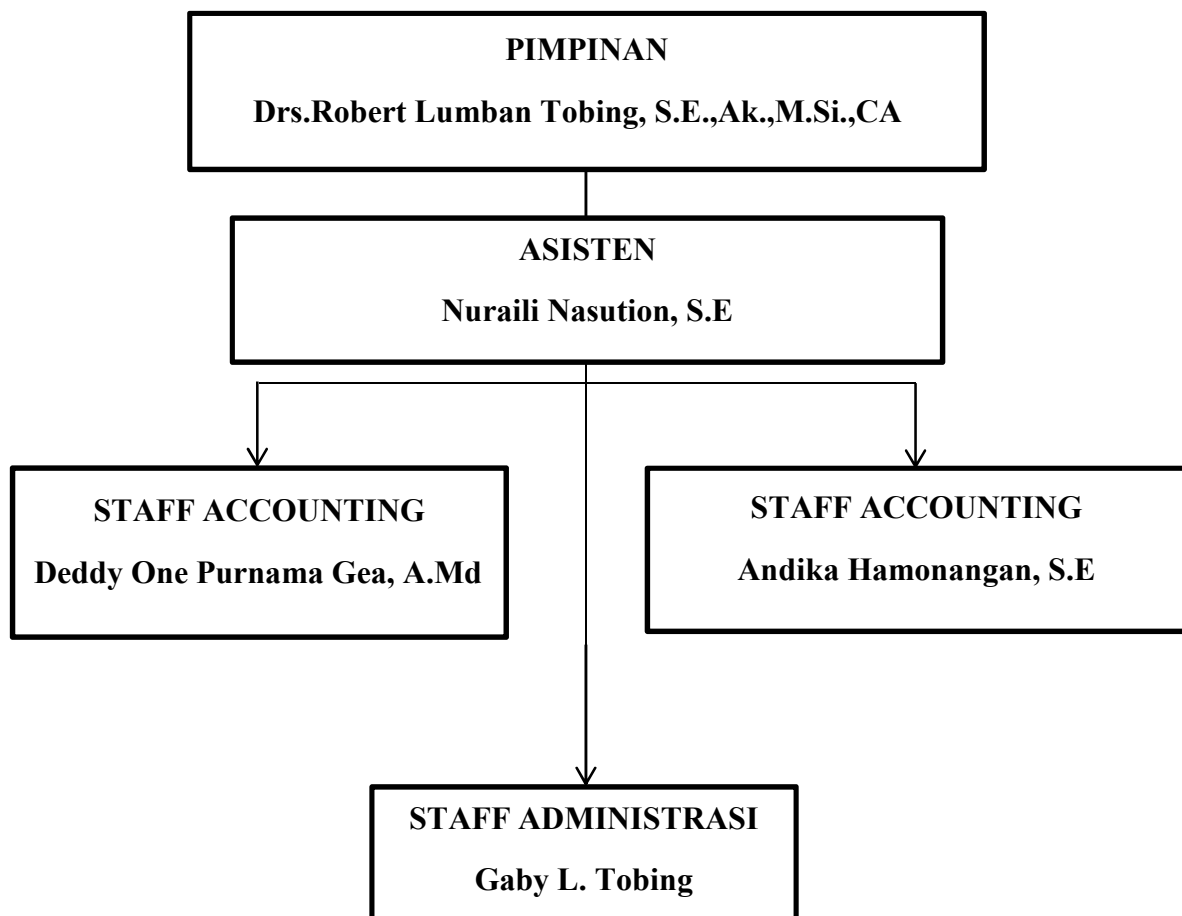 PIMPINAN
Drs.Robert Lumban Tobing, S.E.,Ak.,M.Si.,CA
ASISTEN
Nuraili Nasution, S.E
STAFF ACCOUNTING
Deddy One Purnama Gea, A.Md
STAFF ACCOUNTING
Andika Hamonangan, S.E
STAFF ADMINISTRASI
Gaby L. Tobing